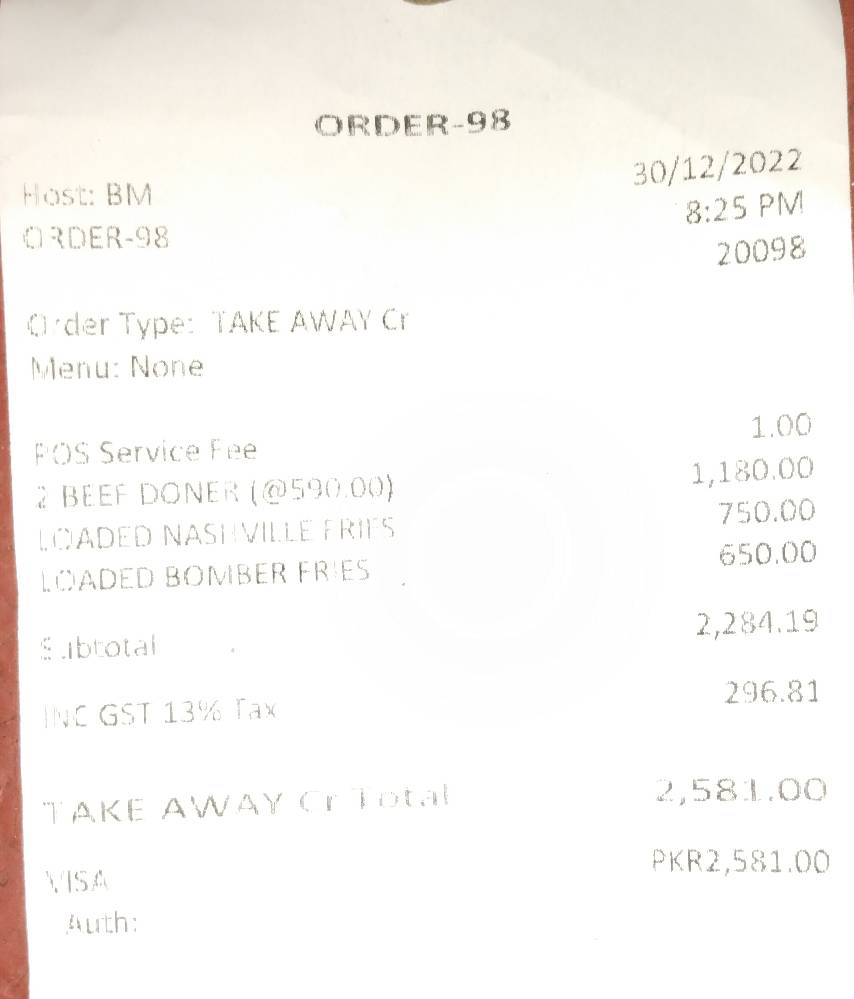 ORDER-98
30/12/2022
Host: BM
8:25 PM
ORDER-98
20098
Order Type: TAKE AWAY Cr
Menu: None
POS Service Fee 1.00
2 BEEF DONER (@590.00) 1,180.00
LOADED NASHVILLE FRIES 750.00
LOADED BOMBER FRIES 650.00
Subtotal 2,284.19
INC GST 13% Tax 296.81
TAKE AWAY Cr Total 2,581.00
VISA PKR2,581.00
Auth: